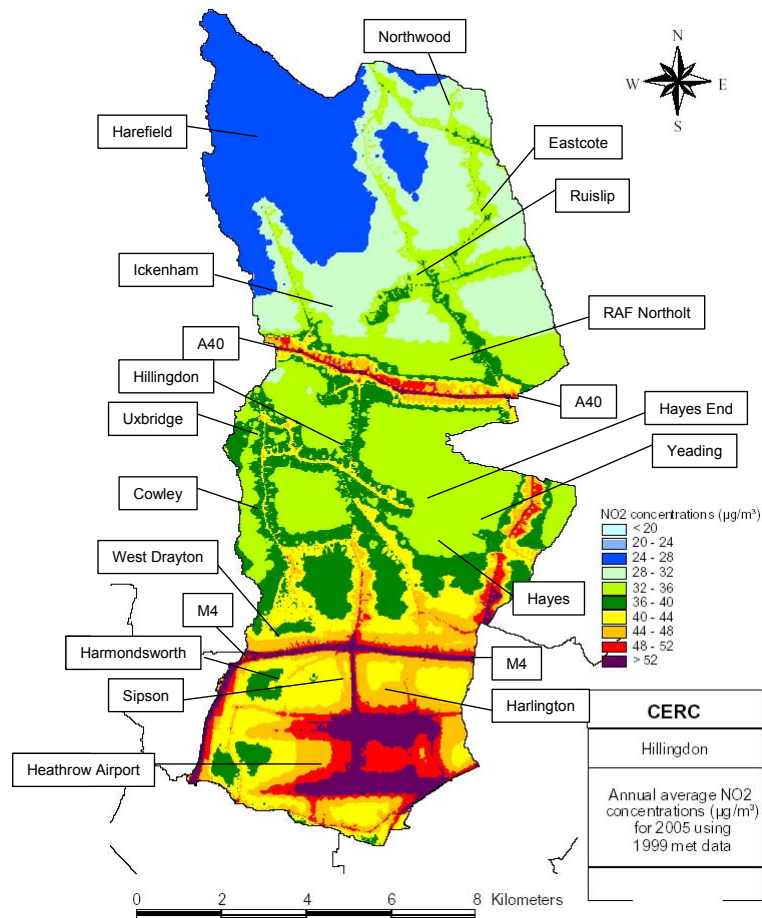 Northwood
N
W
E
S
Harefield
Eastcote
Ruislip
Ickenham
RAF Northolt
A40
Hillingdon
A40
Hayes End
Uxbridge
Yeading
Cowley
NO2 concentrations (µg/m³)
< 20
20 - 24
24 - 28
28 - 32
32 - 36
36 - 40
40 - 44
44 - 48
48 - 52
> 52
West Drayton
Hayes
M4
Harmondsworth
M4
Sipson
Harlington
CERC
Hillingdon
Heathrow Airport
Annual average NO2
concentrations (µg/m³)
for 2005 using
1999 met data
0 2 4 6 8 Kilometers